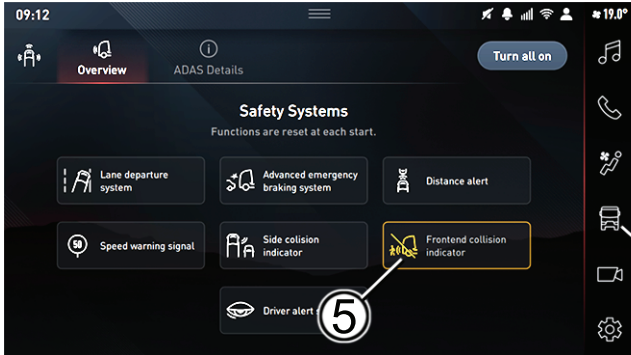 09:12
19.0°
Overview
ADAS Details
Turn all on
Safety Systems
Functions are reset at each start.
Lane departure
system
Advanced emergency
braking system
Distance alert
50
Speed warning signal
Side colision
indicator
Frontend collision
indicator
Driver alert
5